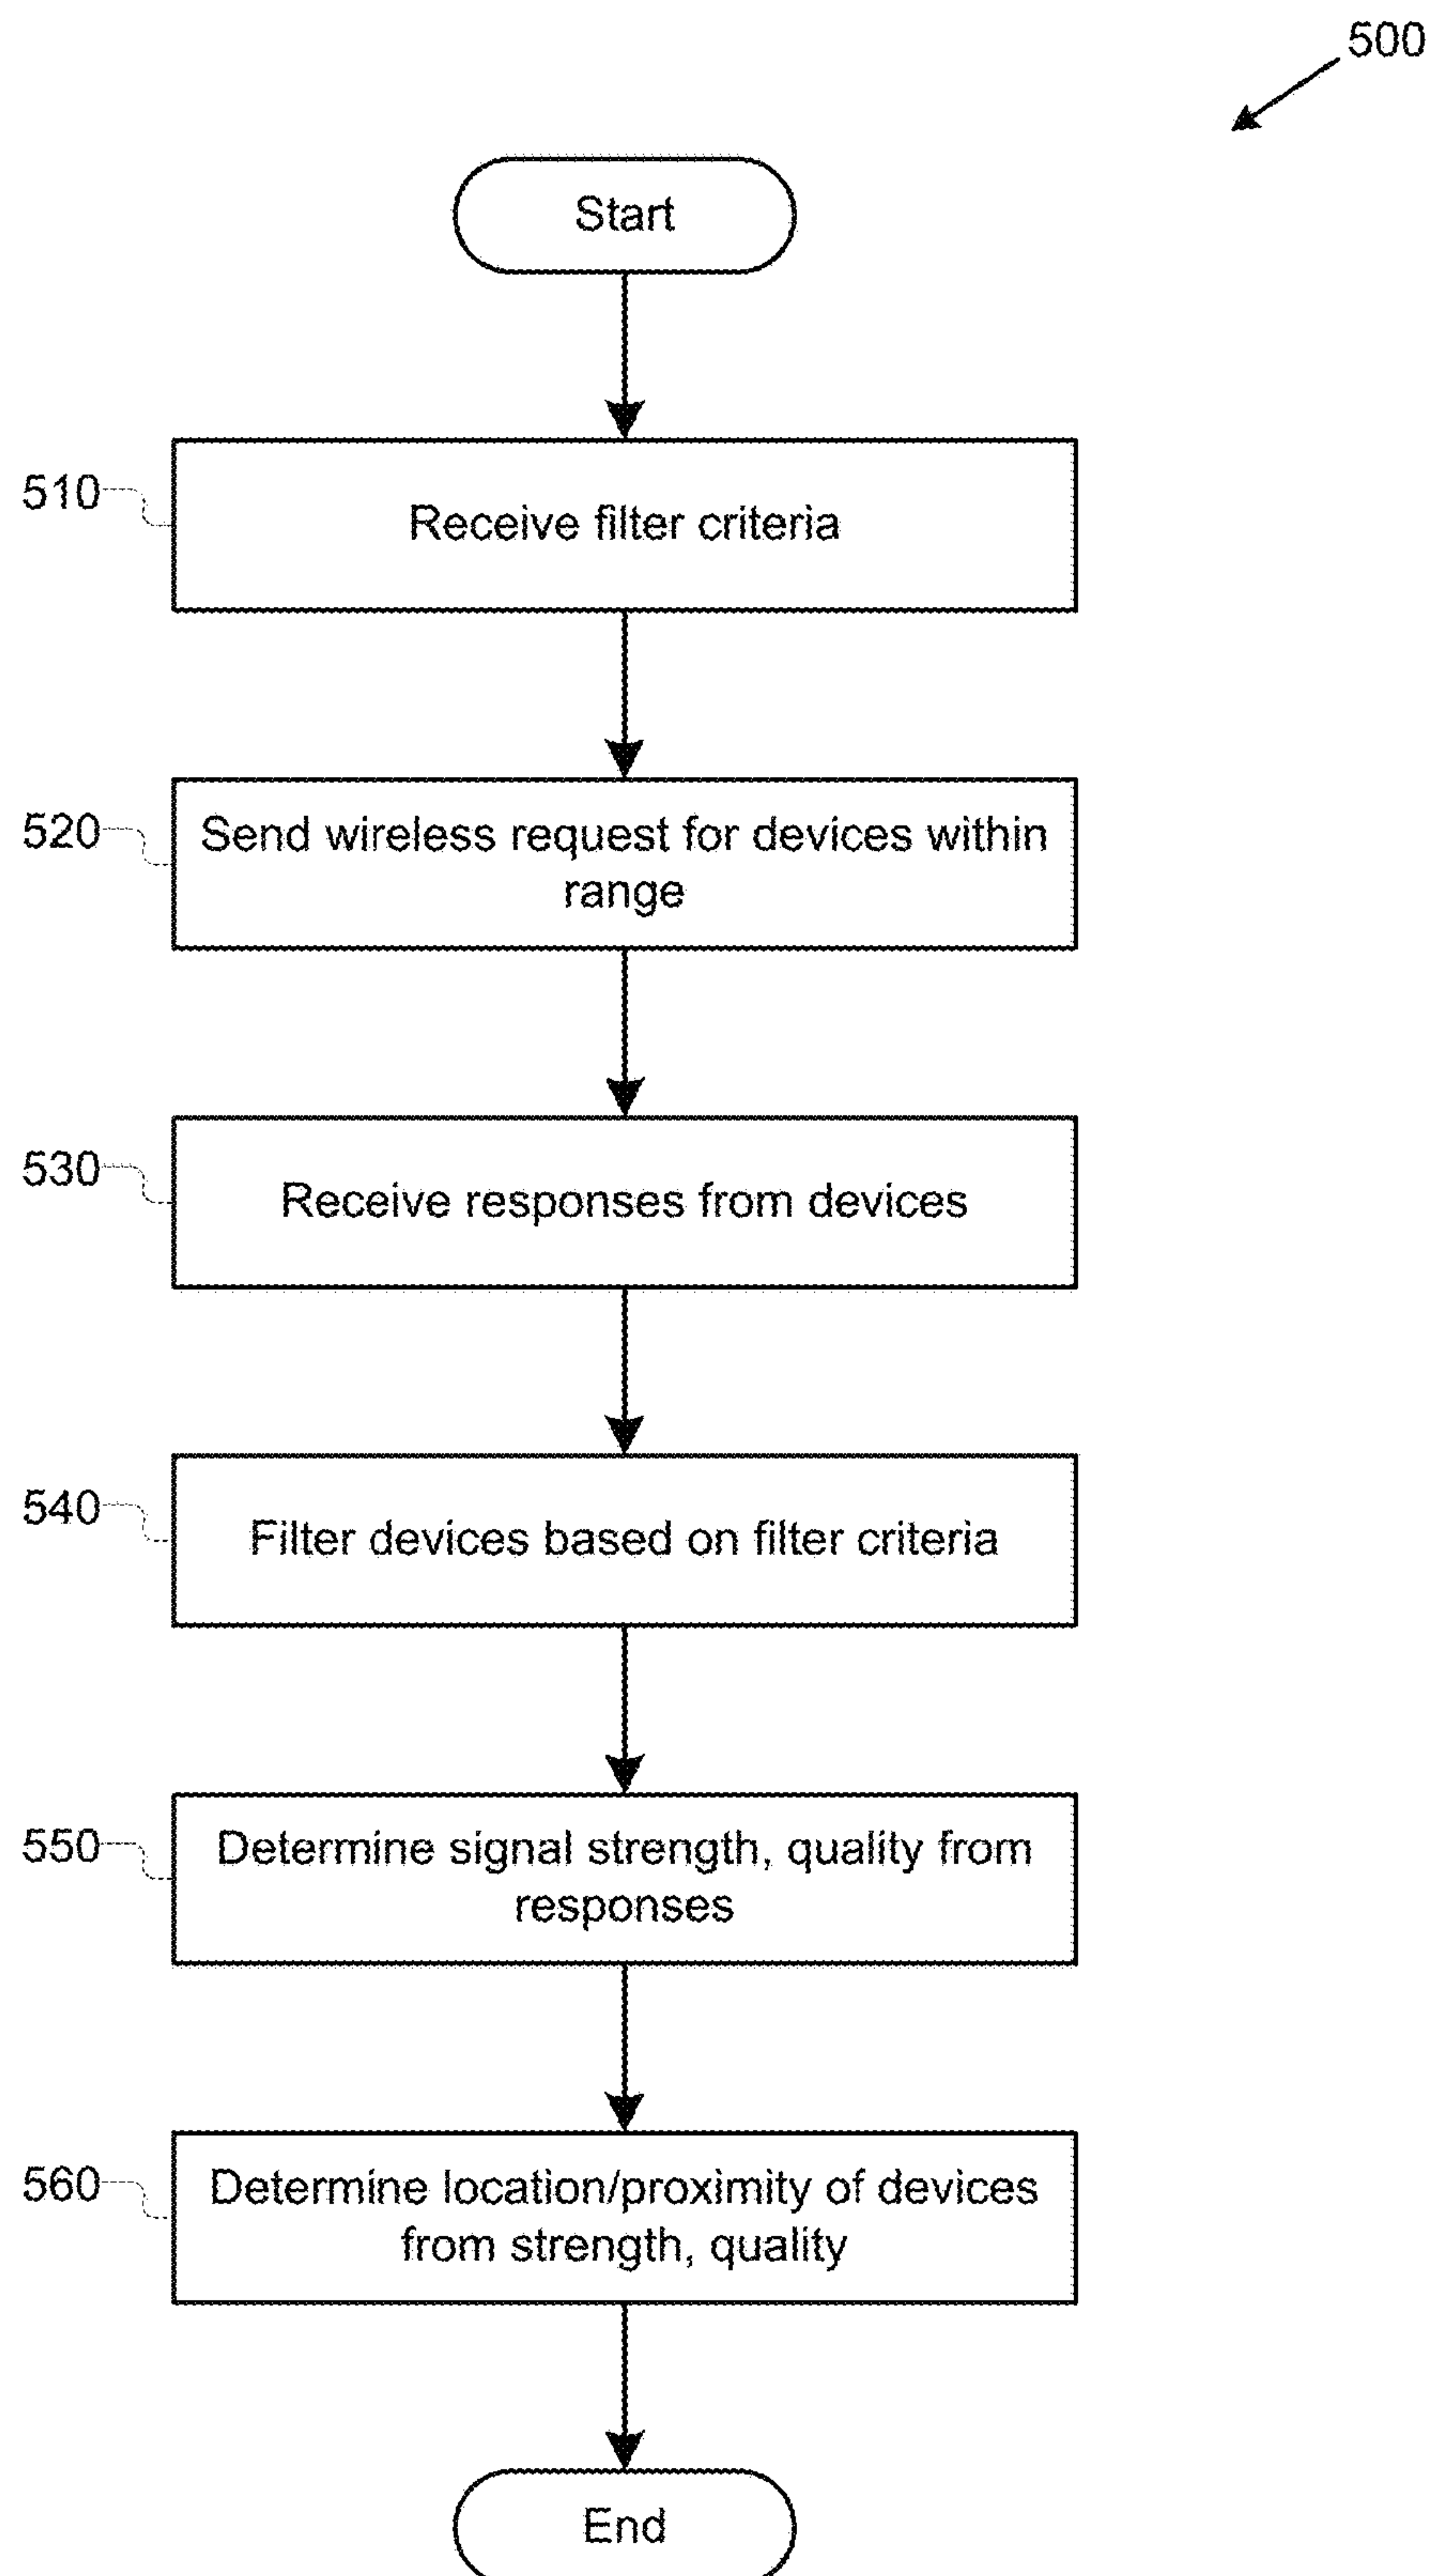 500
Start
510
Receive filter criteria
520
Send wireless request for devices within
range
530
Receive responses from devices
540
Filter devices based on filter criteria
550
Determine signal strength, quality from
responses
560
Determine location/proximity of devices
from strength, quality
End